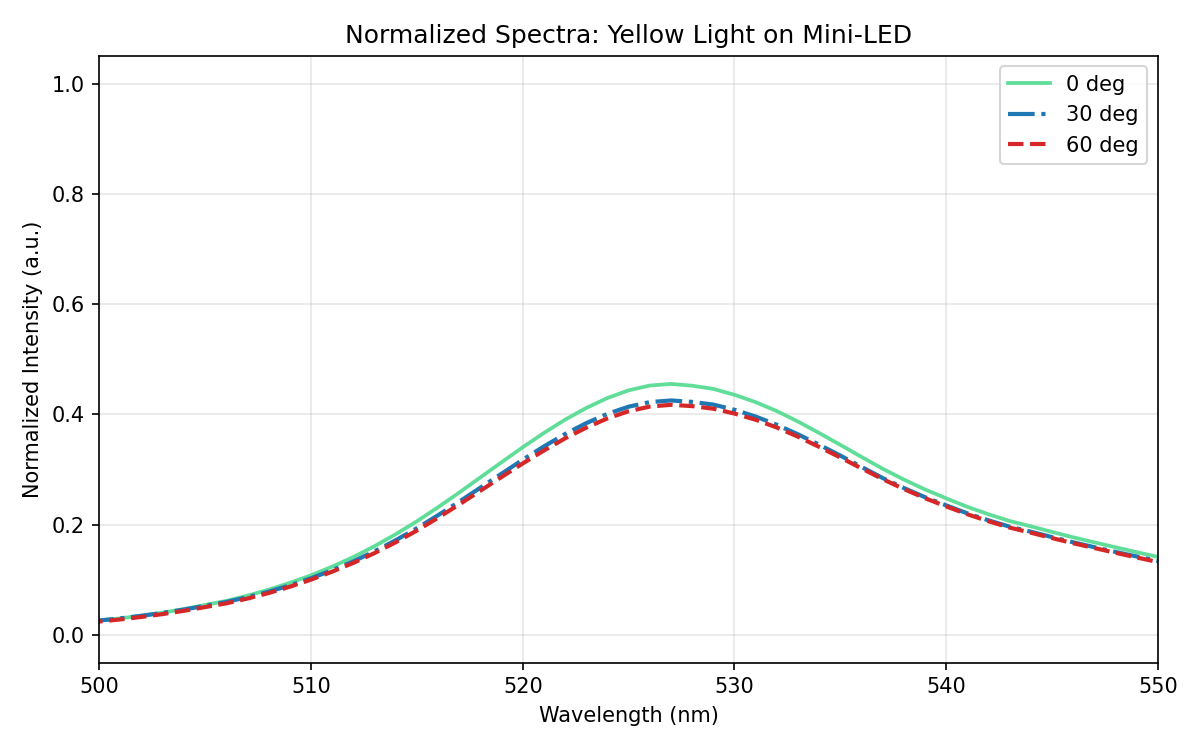 Normalized Spectra: Yellow Light on Mini-LED
1.0
0.8
0.6
0.4
0.2
0.0
Normalized Intensity (a.u.)
0 deg
30 deg
60 deg
500 510 520 530 540 550
Wavelength (nm)